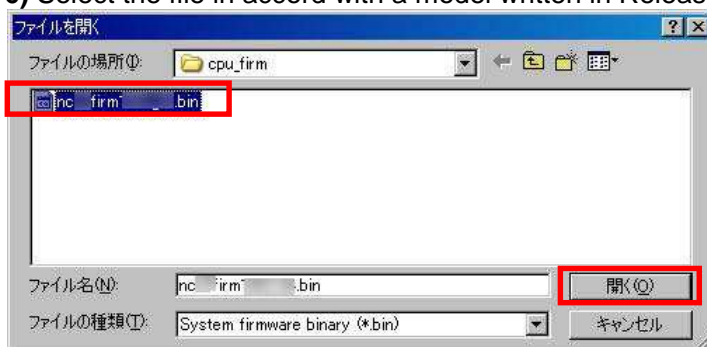 Select the file in accord with a model written in
ファイルを開く
ファイルの場所(I):
cpu_firm
.bin
ファイル名(N):
.bin
開く(O)
ファイルの種類(T):
System firmware binary (*.bin)
キャンセル